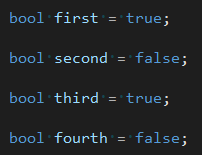 bool first = true;
bool second = false;
bool third = true;
bool fourth = false;